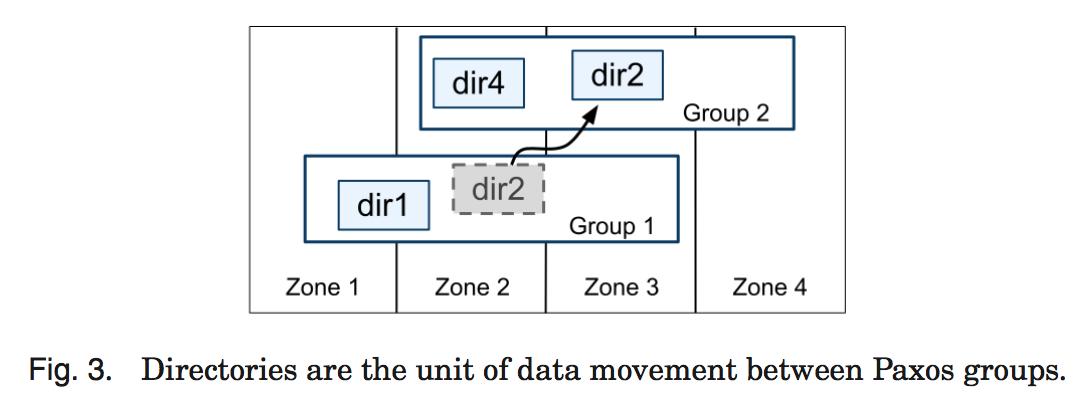 dir4
dir2
Group 2
dir2
dir1
Group 1
Zone 1
Zone 2
Zone 3
Zone 4
Fig. 3. Directories are the unit of data movement between Paxos groups.